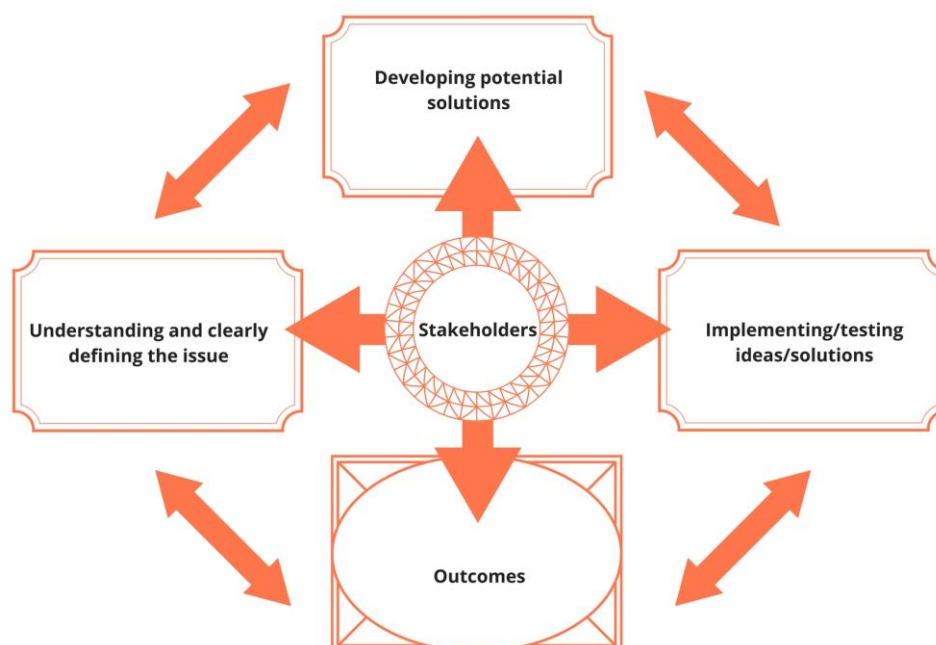 Developing potential
solutions
Understanding and clearly
defining the issue
Stakeholders
Implementing/testing
ideas/solutions
Outcomes